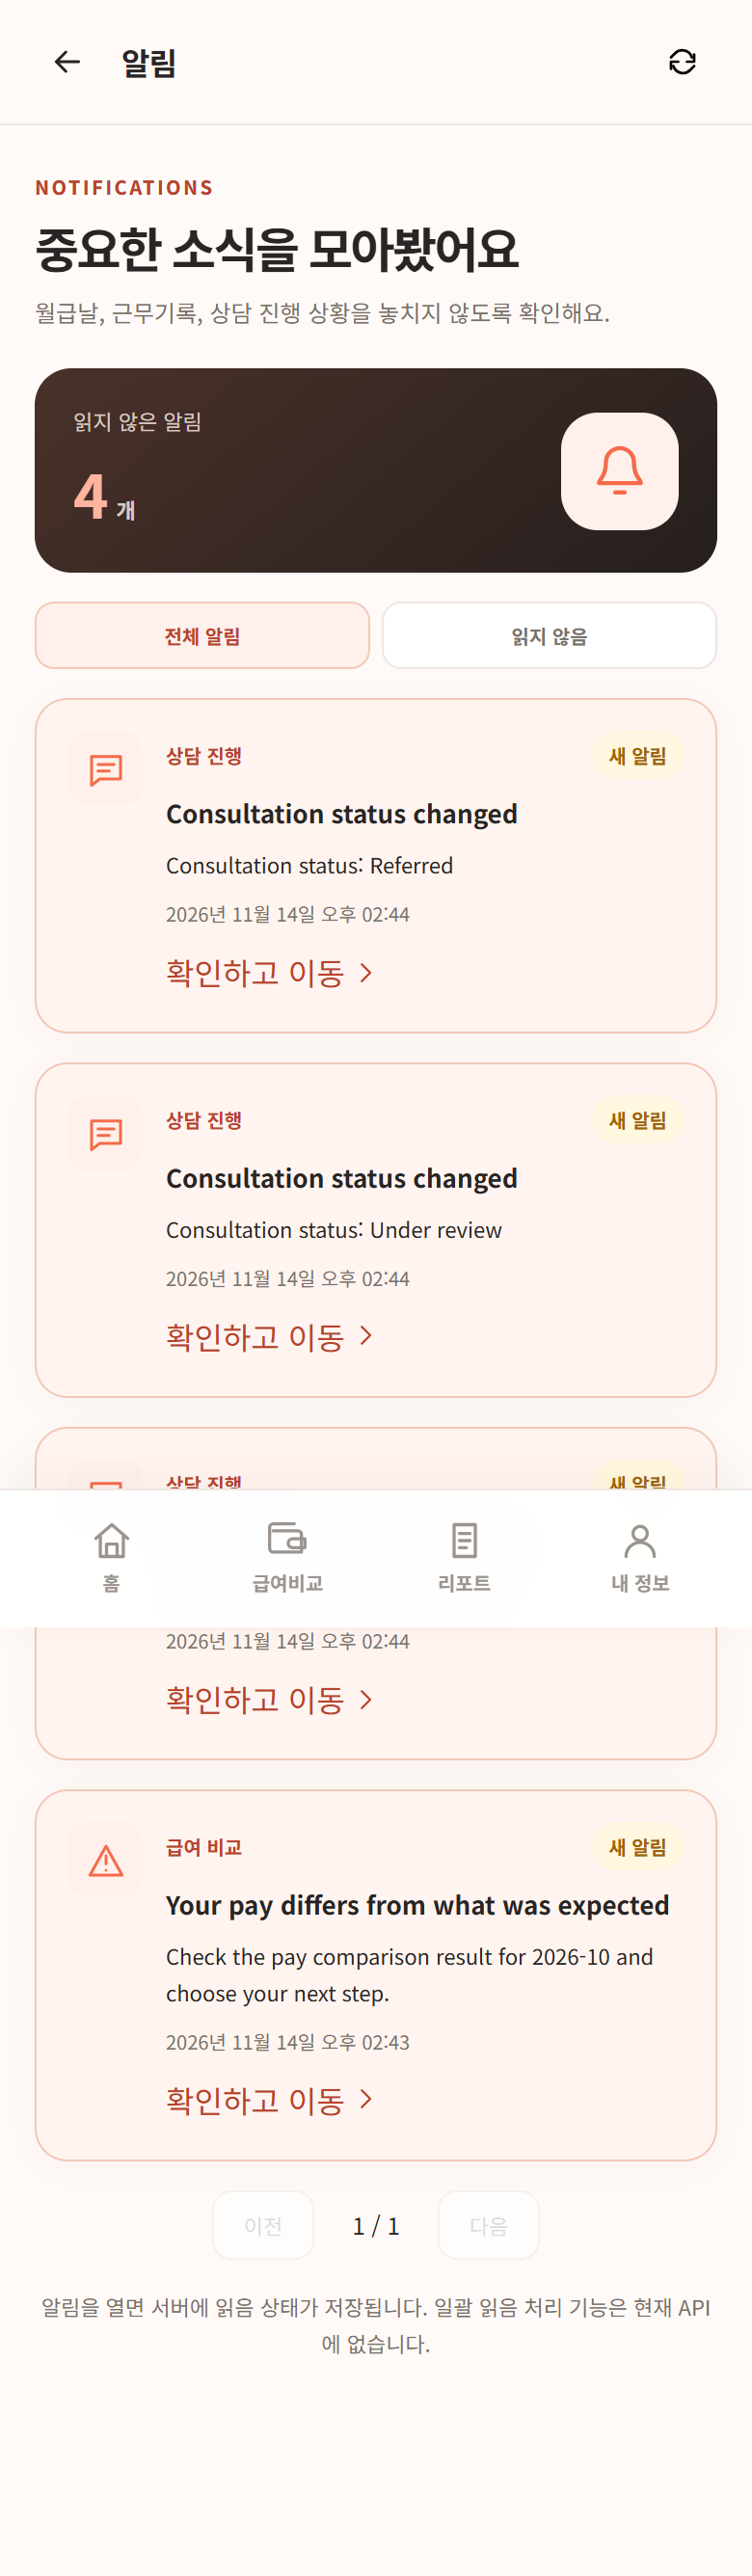 알림
NOTIFICATIONS
중요한 소식을 모아봤어요
월급날, 근무기록, 상담 진행 상황을 놓치지 않도록 확인해요.
읽지 않은 알림
4 개
전체 알림
읽지 않음
상담 진행
새 알림
Consultation status changed
Consultation status: Referred
2026년 11월 14일 오후 02:44
확인하고 이동
상담 진행
새 알림
Consultation status changed
Consultation status: Under review
2026년 11월 14일 오후 02:44
확인하고 이동
상담 진행
새 알림
홈
급여비교
리포트
내 정보
2026년 11월 14일 오후 02:44
확인하고 이동
급여 비교
새 알림
Your pay differs from what was expected
Check the pay comparison result for 2026-10 and
choose your next step.
2026년 11월 14일 오후 02:43
확인하고 이동
이전
1 / 1
다음
알림을 열면 서버에 읽음 상태가 저장됩니다. 일괄 읽음 처리 기능은 현재 API
에 없습니다.